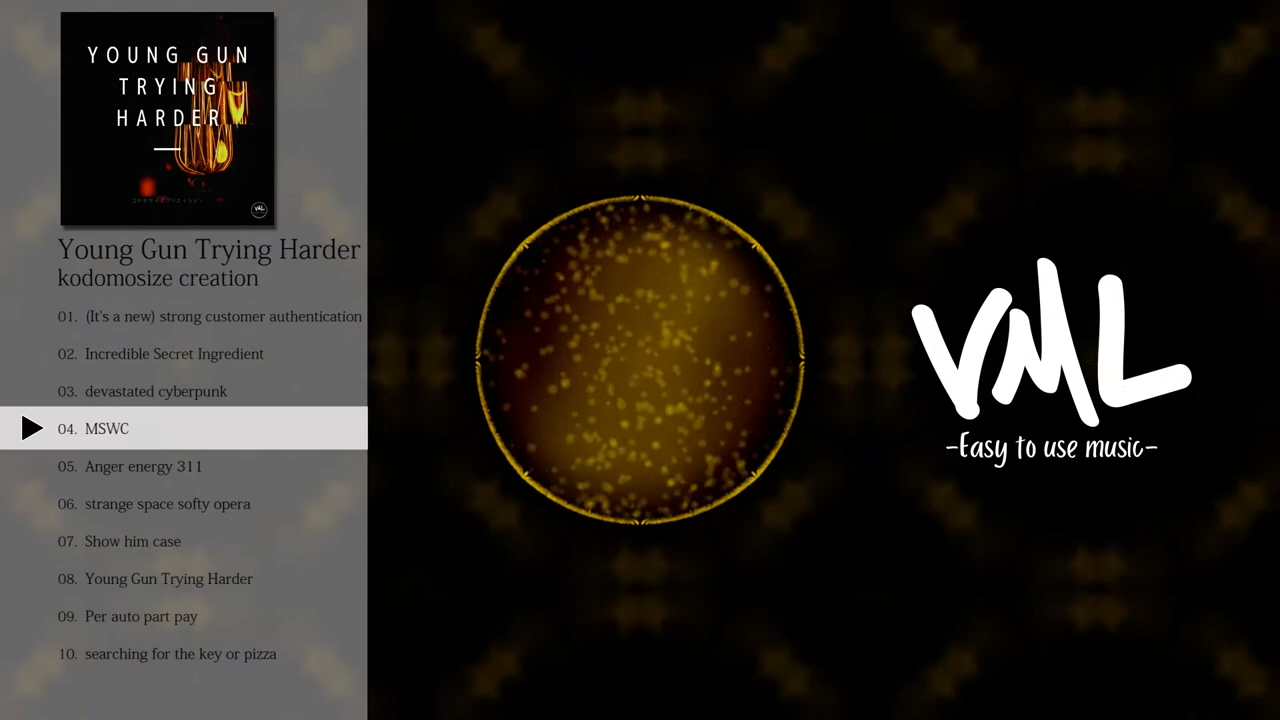 YOUNG GUN
TRYING
HARDER
VML
Young Gun Trying Harder
kodomosize creation
01. (It's a new) strong customer authentication
02. Incredible Secret Ingredient
03. devastated cyberpunk
04. MSWC
05. Anger energy 311
06. strange space softy opera
07. Show him case
08. Young Gun Trying Harder
09. Per auto part pay
10. searching for the key or pizza
VML
-Easy to use music-